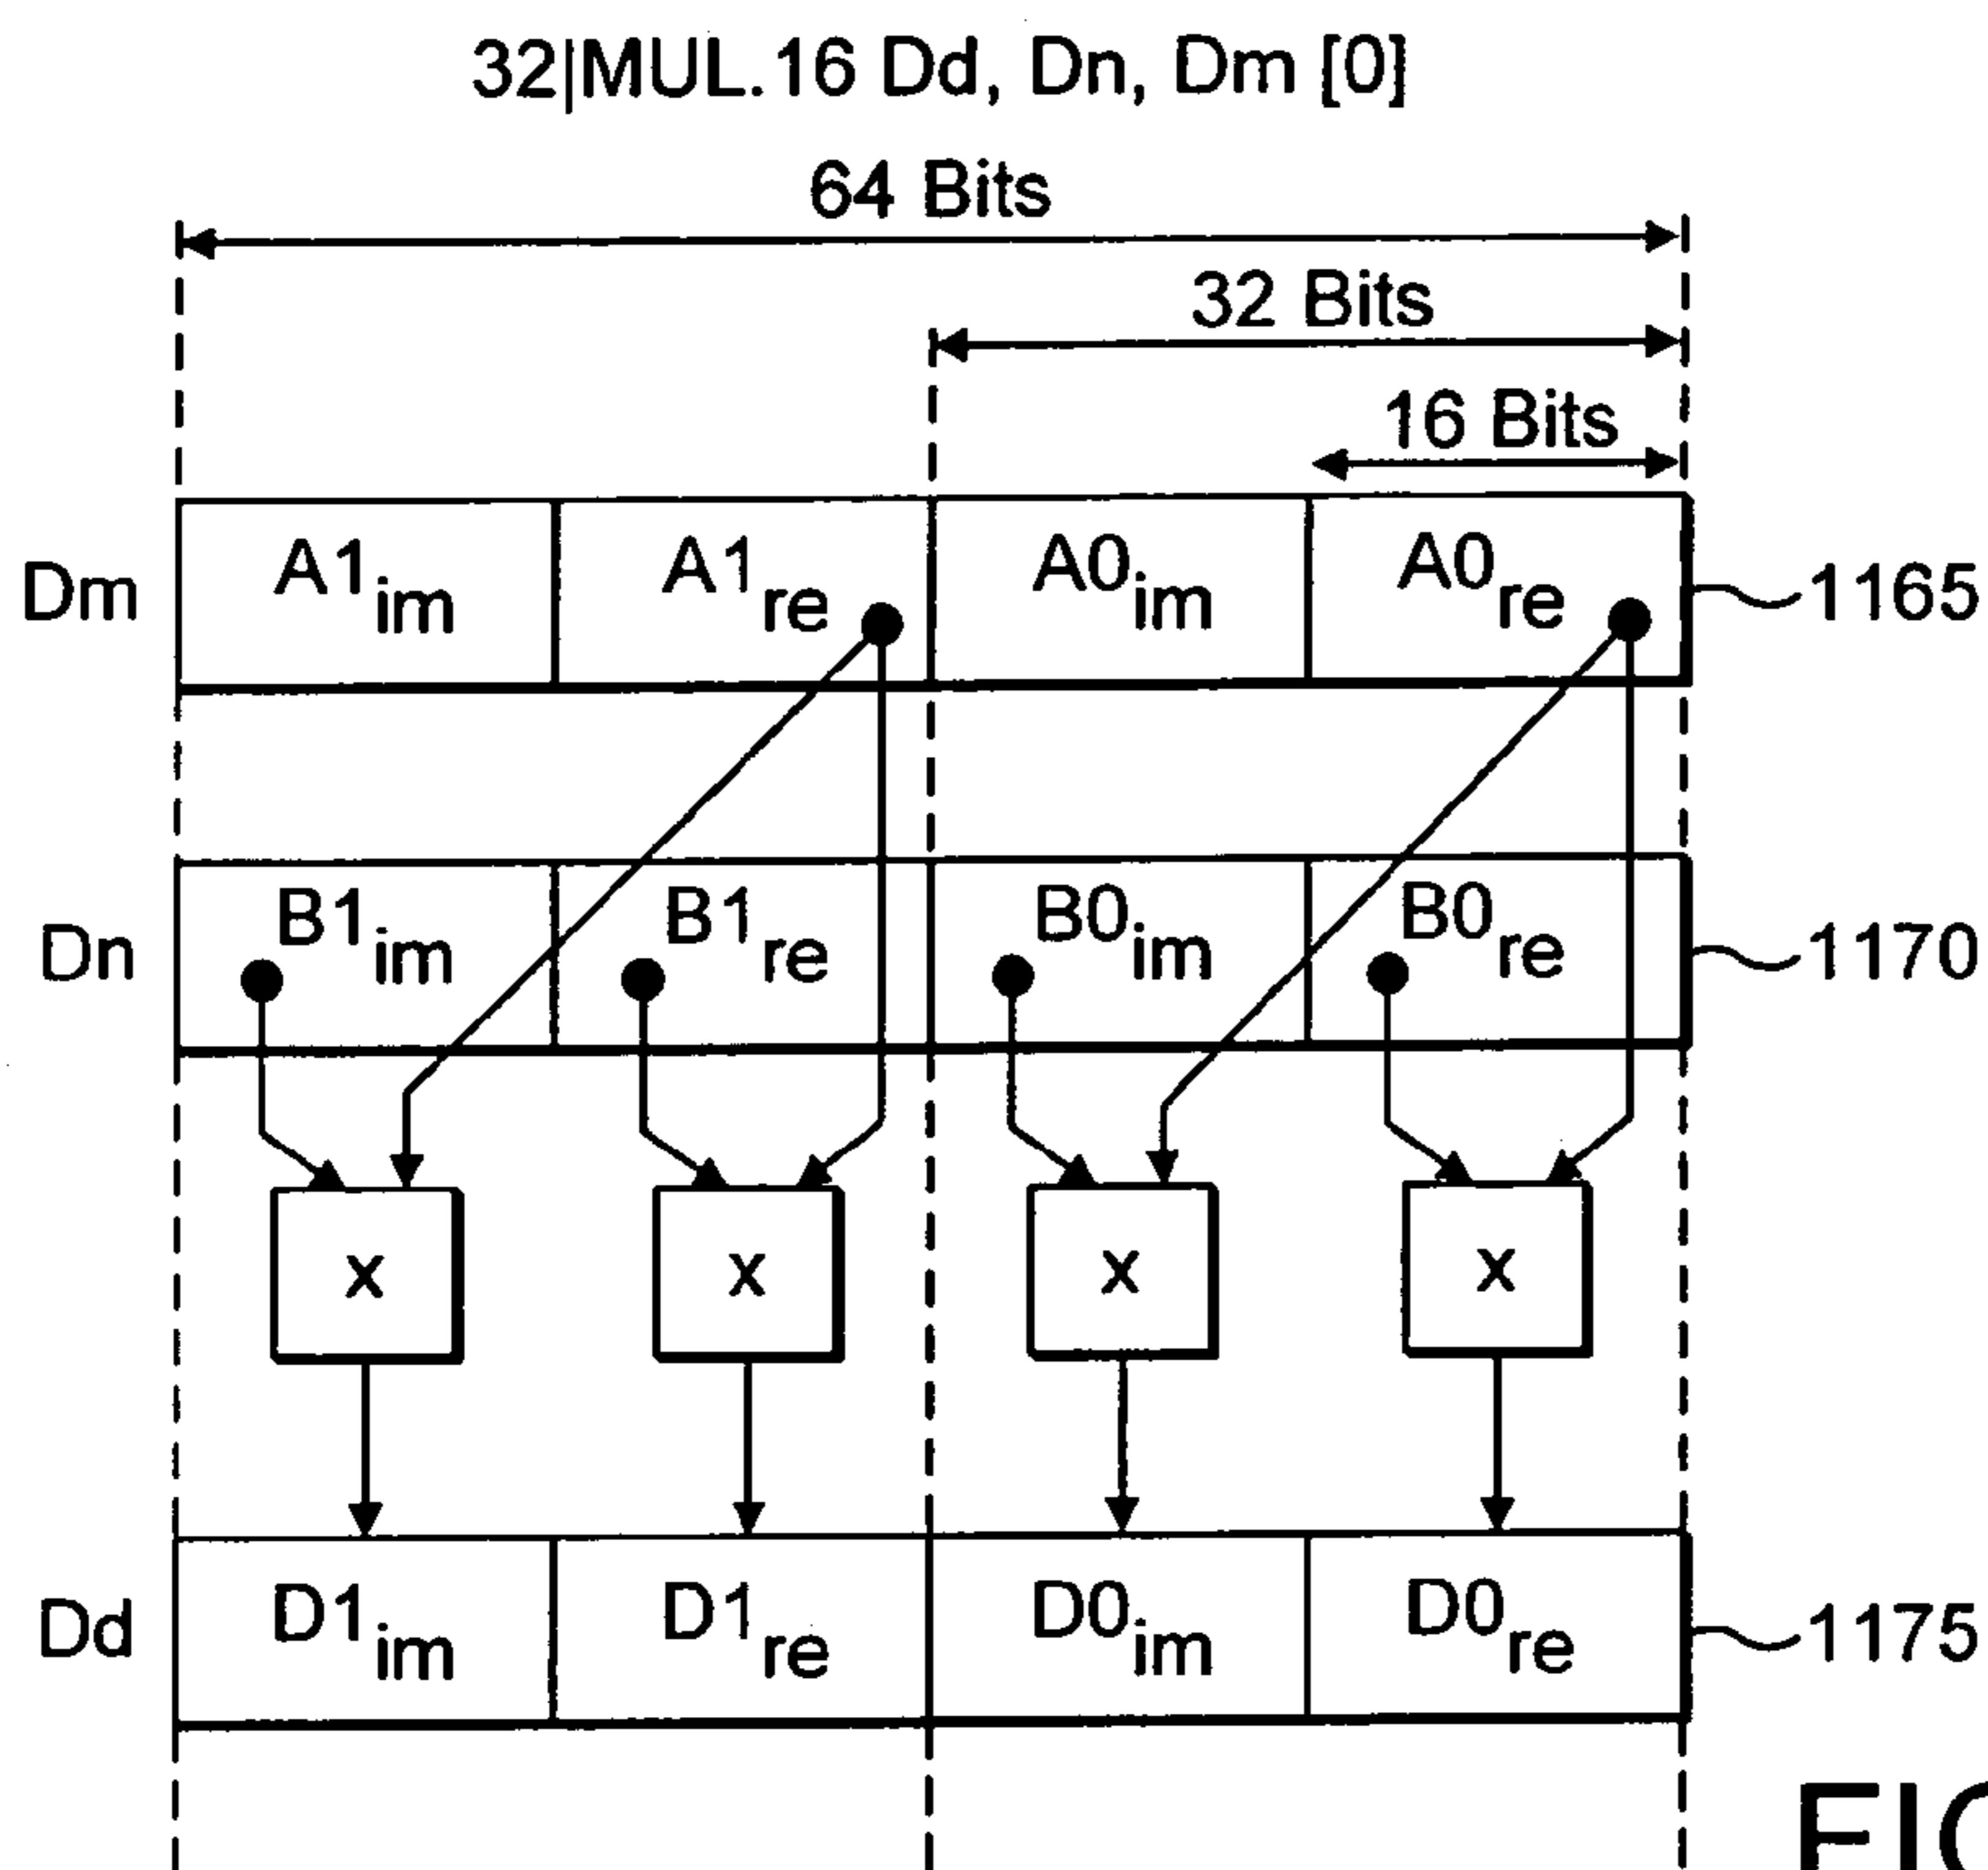 32|MUL.16 Dd, Dn, Dm [0]
64 Bits
32 Bits
16 Bits
Dm A1im A1re A0im A0re 1165
Dn B1im B1re B0im B0re 1170
x x x x
Dd D1im D1re D0im D0re 1175